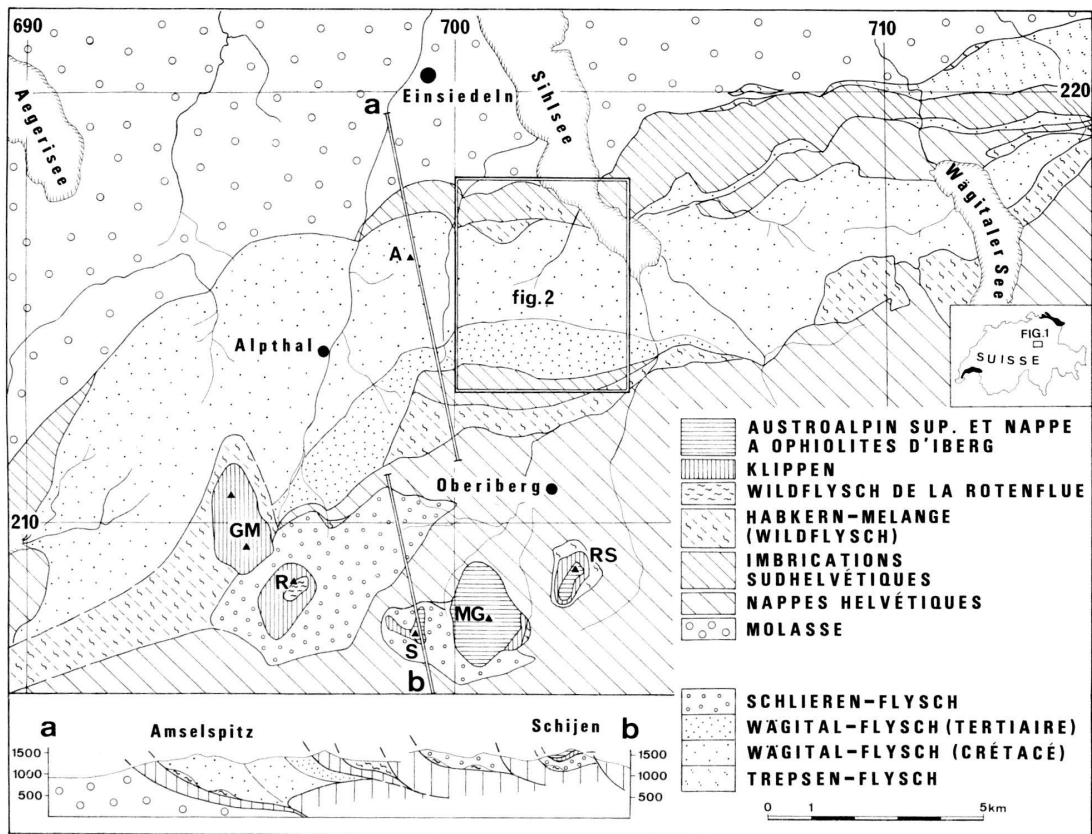 690
700
710
220
210
Aegerisee
a
Einsiedeln
Sihlsee
Wägitaler See
A
fig.2
Alpthal
FIG.1
SUISSE
Oberiberg
GM
R
RS
MG
S
b
AUSTROALPIN SUP. ET NAPPE
A OPHIOLITES D'IBERG
KLIPPEN
WILDFLYSCH DE LA ROTENFLUE
HABKERN-MELANGE
(WILDFLYSCH)
IMBRICATIONS
SUDHELVÉTIQUES
NAPPES HELVÉTIQUES
MOLASSE
SCHLIEREN-FLYSCH
WÄGITAL-FLYSCH (TERTIAIRE)
WÄGITAL-FLYSCH (CRÉTACÉ)
TREPSEN-FLYSCH
a
Amselspitz
Schijen
b
1500
1000
500
1500
1000
500
0 1 5km